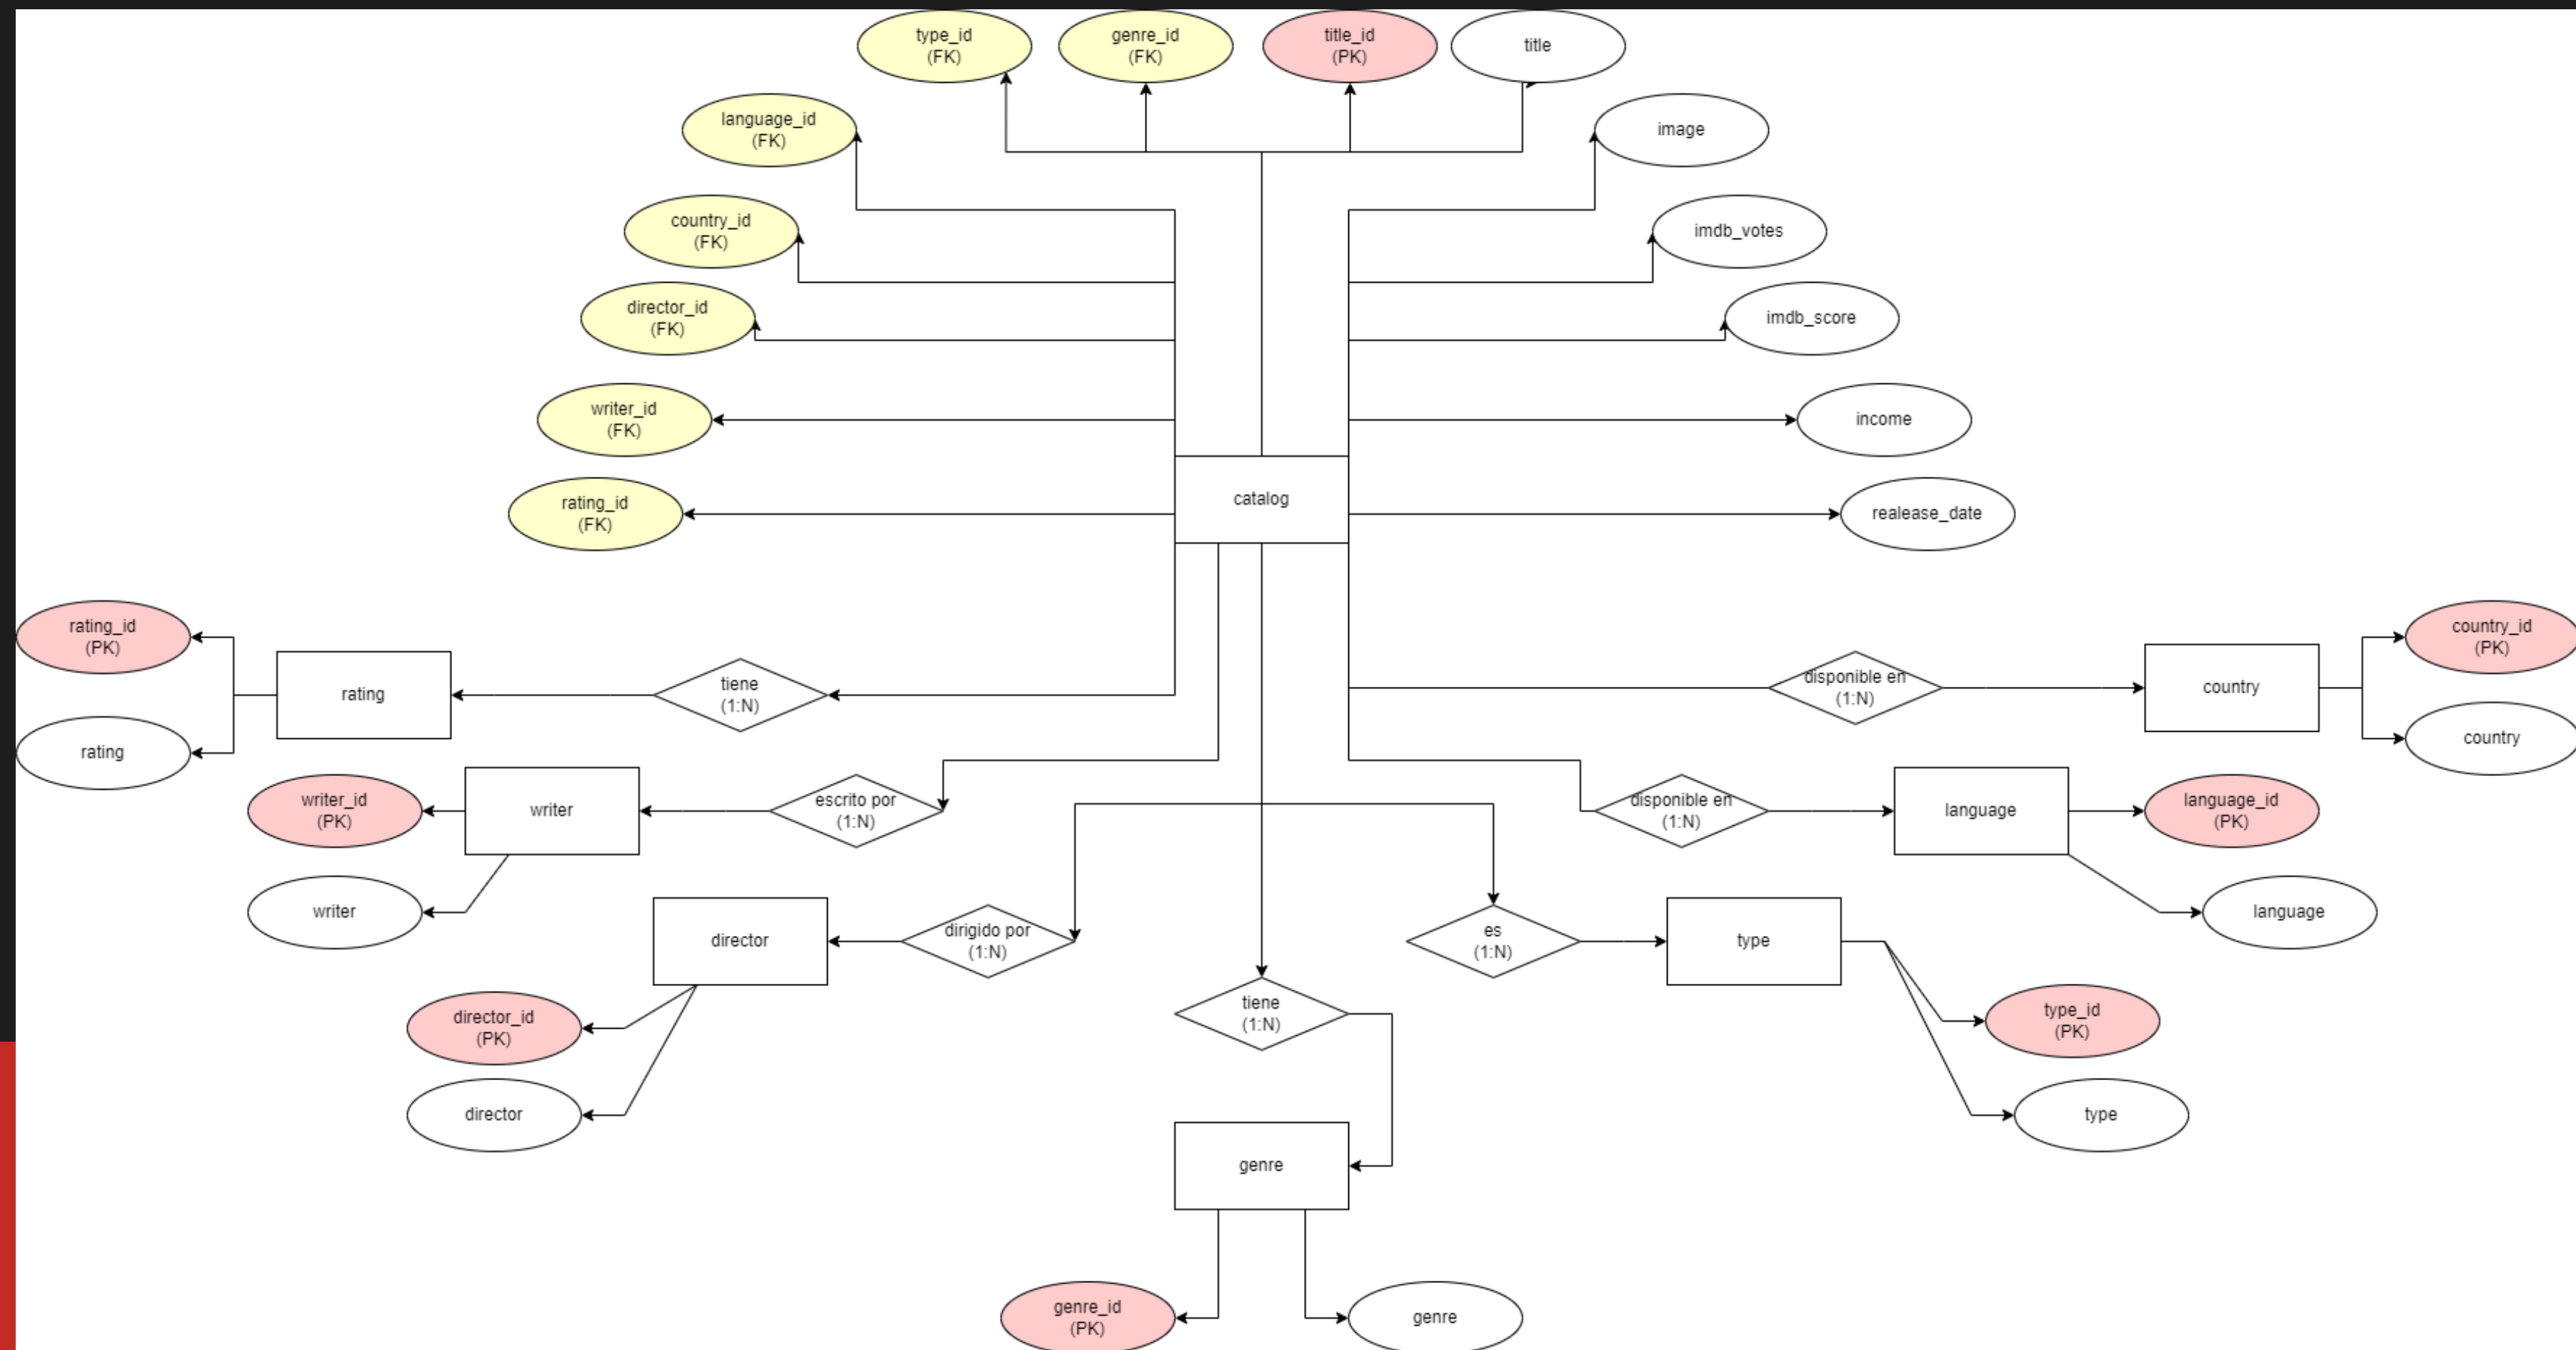 type_id
(FK)
genre_id
(FK)
title_id
(PK)
title
language_id
(FK)
image
country_id
(FK)
imdb_votes
director_id
(FK)
imdb_score
writer_id
(FK)
income
catalog
rating_id
(FK)
realease_date
rating_id
(PK)
rating
rating
tiene
(1:N)
disponible en
(1:N)
country
country_id
(PK)
country
writer_id
(PK)
writer
writer
escrito por
(1:N)
disponible en
(1:N)
language
language_id
(PK)
language
director
dirigido por
(1:N)
es
(1:N)
type
director_id
(PK)
director
tiene
(1:N)
type_id
(PK)
type
genre
genre_id
(PK)
genre